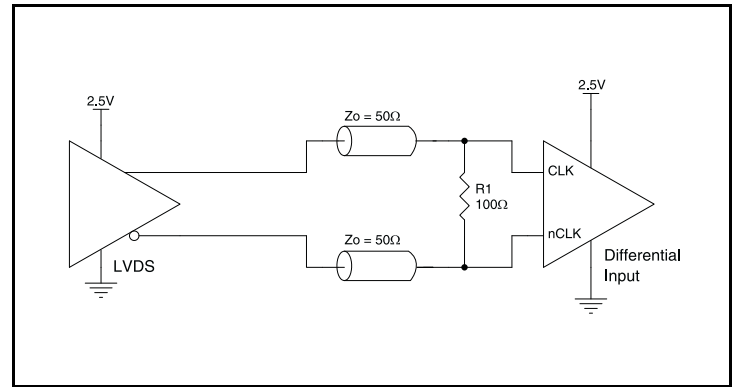 2.5V
2.5V
Zo = 50Ω
CLK
R1
100Ω
nCLK
Zo = 50Ω
LVDS
Differential
Input